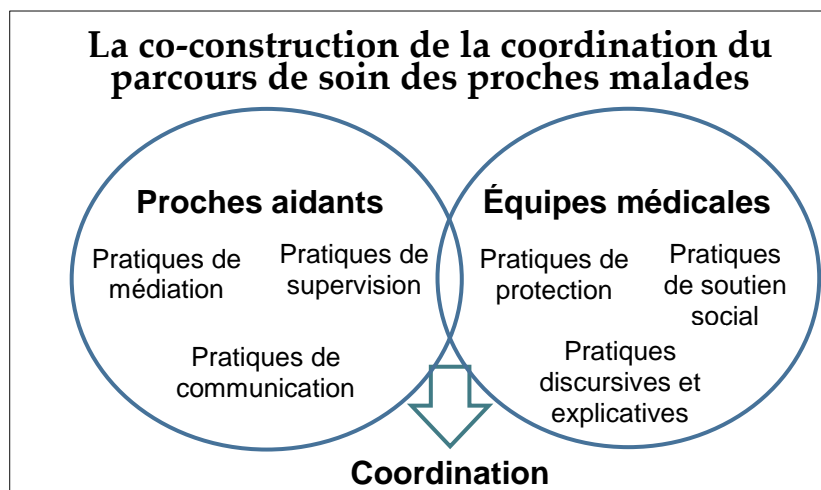 La co-construction de la coordination du
parcours de soin des proches malades
Proches aidants
Pratiques de
médiation
Pratiques de
supervision
Pratiques de
communication
Équipes médicales
Pratiques de
protection
Pratiques
de soutien
social
Pratiques
discursives et
explicatives
Coordination